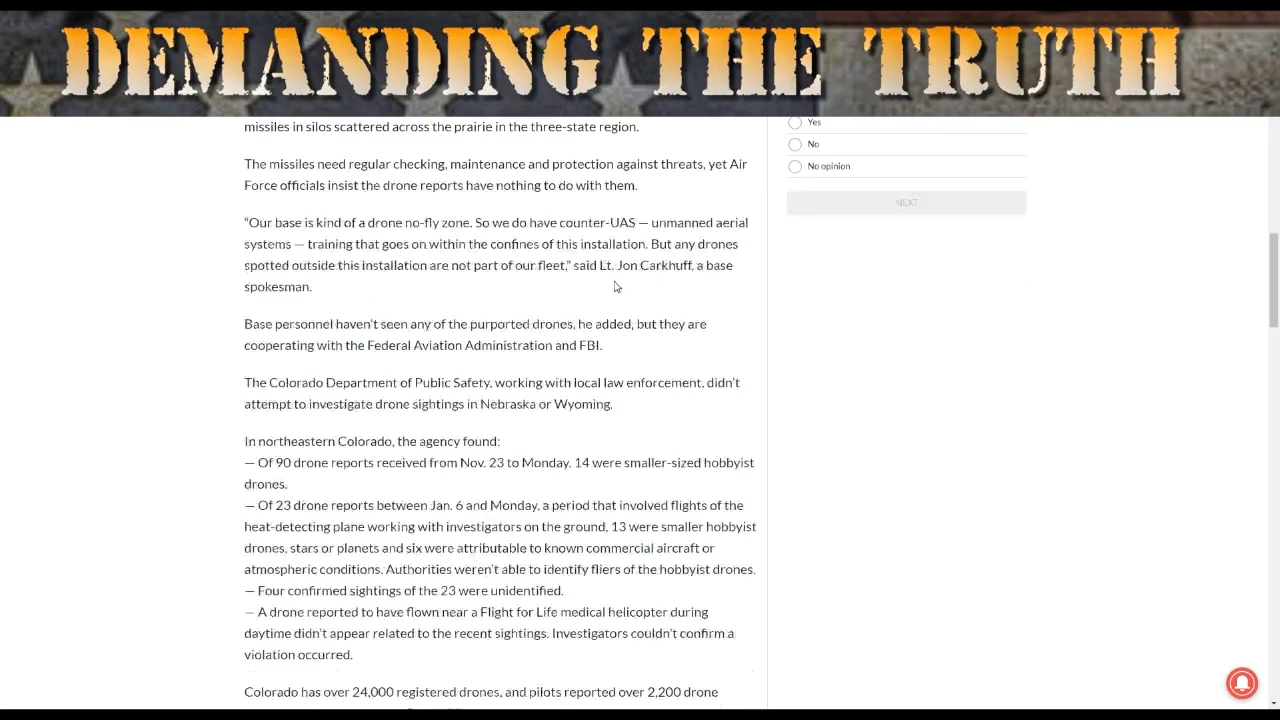 DEMANDING THE TRUTH
missiles in silos scattered across the prairie in the three-state region.
The missiles need regular checking, maintenance and protection against threats, yet Air
Force officials insist the drone reports have nothing to do with them.
“Our base is kind of a drone no-fly zone. So we do have counter-UAS — unmanned aerial
systems — training that goes on within the confines of this installation. But any drones
spotted outside this installation are not part of our fleet,” said Lt. Jon Carkhuff, a base
spokesman.
Base personnel haven’t seen any of the purported drones, he added, but they are
cooperating with the Federal Aviation Administration and FBI.
The Colorado Department of Public Safety, working with local law enforcement, didn’t
attempt to investigate drone sightings in Nebraska or Wyoming.
In northeastern Colorado, the agency found:
— Of 90 drone reports received from Nov. 23 to Monday, 14 were smaller-sized hobbyist
drones.
— Of 23 drone reports between Jan. 6 and Monday, a period that involved flights of the
heat-detecting plane working with investigators on the ground, 13 were smaller hobbyist
drones, stars or planets and six were attributable to known commercial aircraft or
atmospheric conditions. Authorities weren’t able to identify fliers of the hobbyist drones.
— Four confirmed sightings of the 23 were unidentified.
— A drone reported to have flown near a Flight for Life medical helicopter during
daytime didn’t appear related to the recent sightings. Investigators couldn’t confirm a
violation occurred.
Colorado has over 24,000 registered drones, and pilots reported over 2,200 drone
Yes
No
No opinion
NEXT